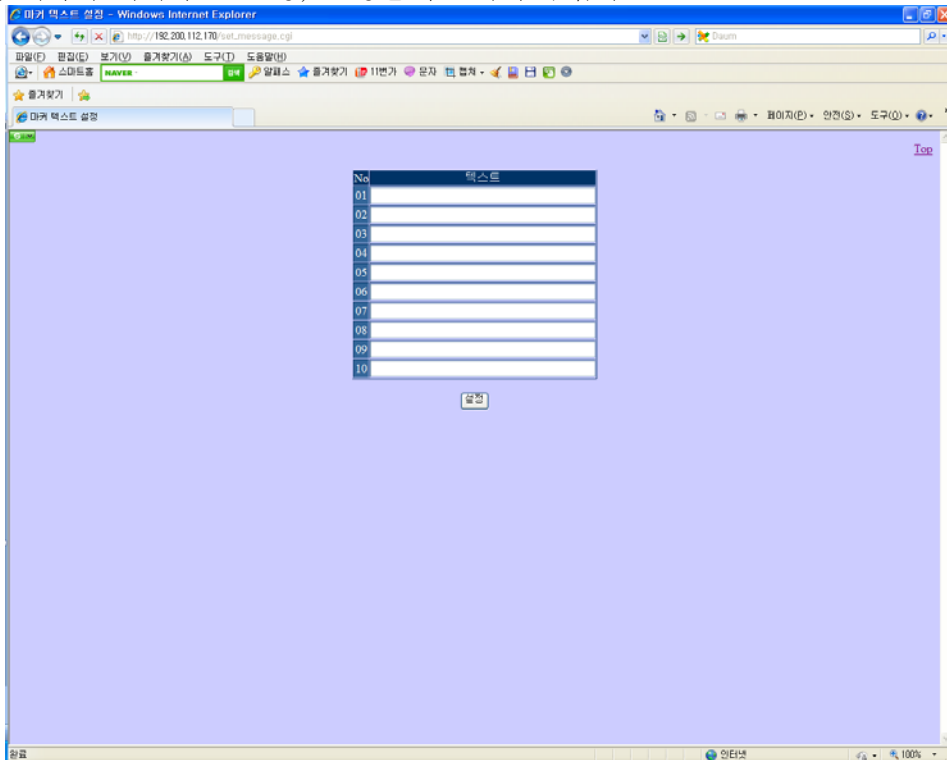 마커 텍스트 설정 - Windows Internet Explorer
http://192.200.112.170/set_message.cgi
Daum
파일(F) 편집(E) 보기(V) 즐겨찾기(A) 도구(T) 도움말(H)
스마트홈 NAVER 검색 알패스 즐겨찾기 11번가 문자 캡처
즐겨찾기
마커 텍스트 설정
페이지(P) 안전(S) 도구(O)
Top
No 텍스트
01
02
03
04
05
06
07
08
09
10
설정
완료 인터넷 100%